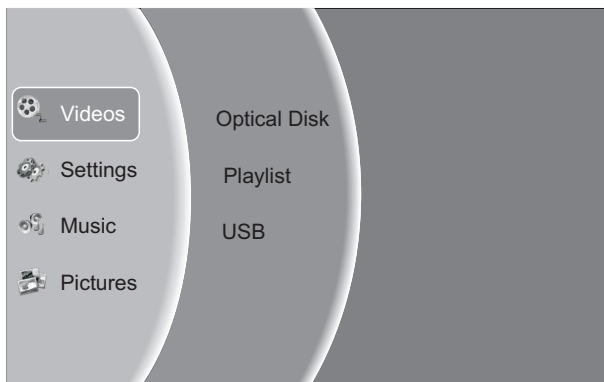 Videos
Settings
Music
Pictures
Optical Disk
Playlist
USB